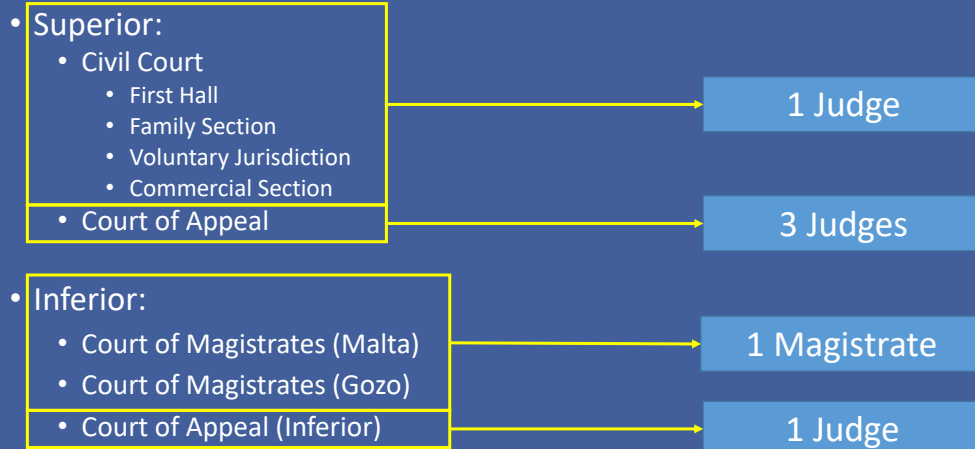 • Superior:
• Civil Court
• First Hall
• Family Section
• Voluntary Jurisdiction
• Commercial Section
• Court of Appeal
1 Judge
3 Judges
• Inferior:
• Court of Magistrates (Malta)
• Court of Magistrates (Gozo)
• Court of Appeal (Inferior)
1 Magistrate
1 Judge